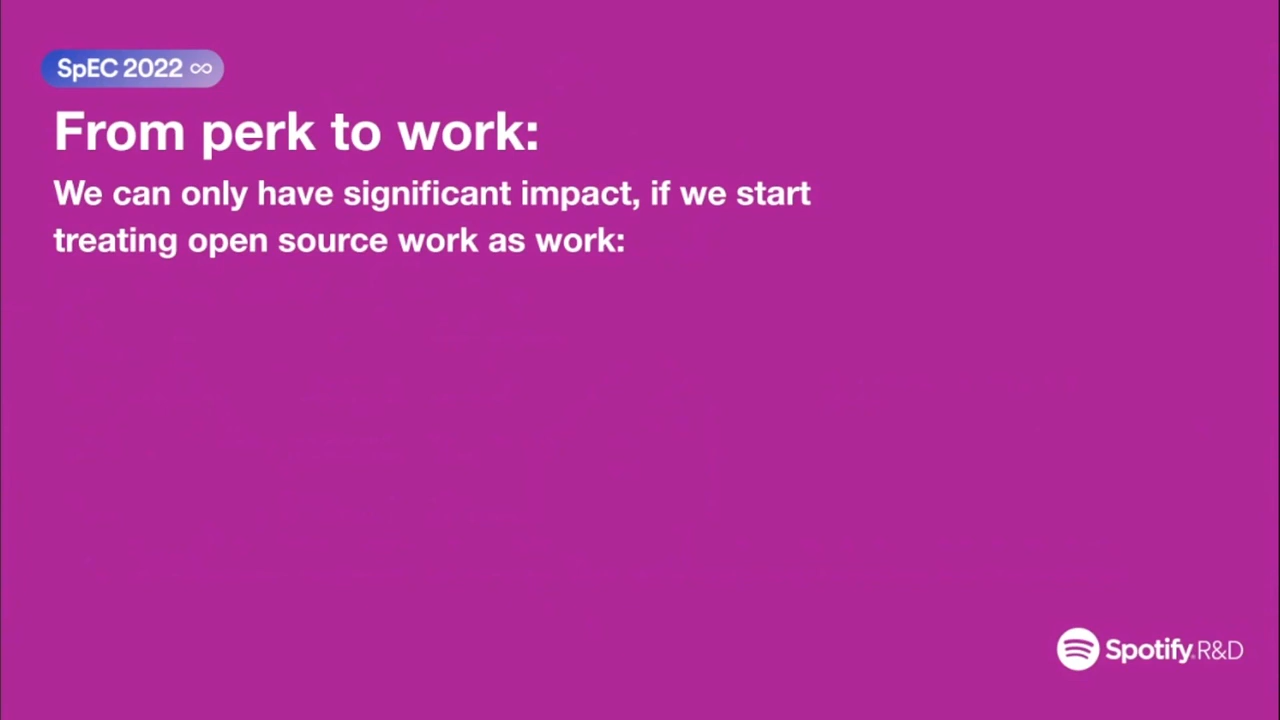 SpEC 2022 ∞
From perk to work:
We can only have significant impact, if we start
treating open source work as work:
Spotify R&D